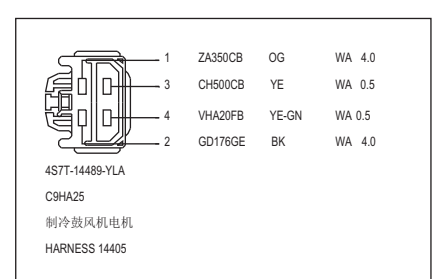 1 ZA350CB OG WA 4.0
3 CH500CB YE WA 0.5
4 VHA20FB YE-GN WA 0.5
2 GD176GE BK WA 4.0
4S7T-14489-YLA
C9HA25
制冷鼓风机电机
HARNESS 14405